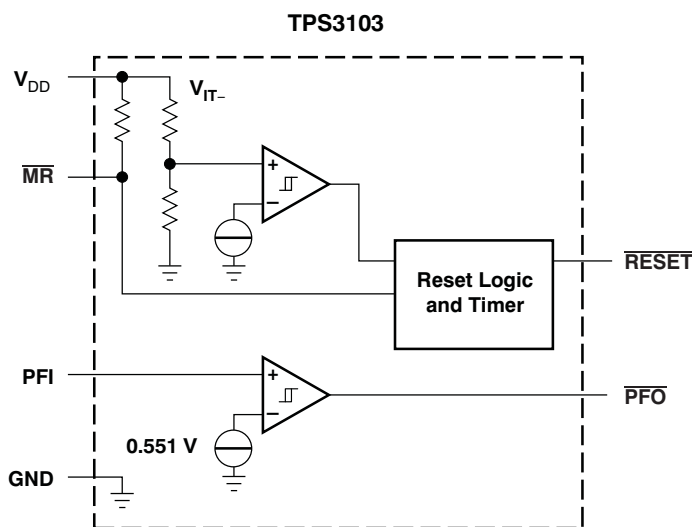 TPS3103
VDD
VIT–
MR
+
–
RESET
Reset Logic
and Timer
PFI
+
–
PFO
0.551 V
GND